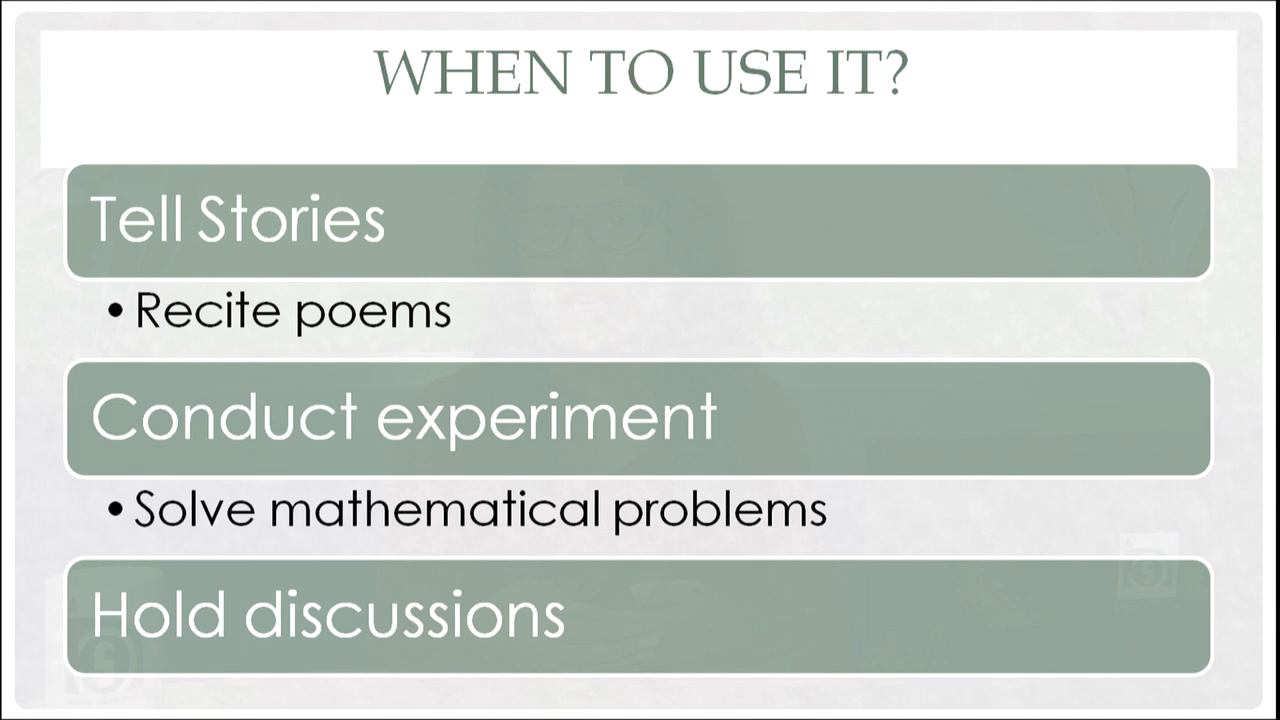 WHEN TO USE IT?
Tell Stories
• Recite poems
Conduct experiment
• Solve mathematical problems
Hold discussions